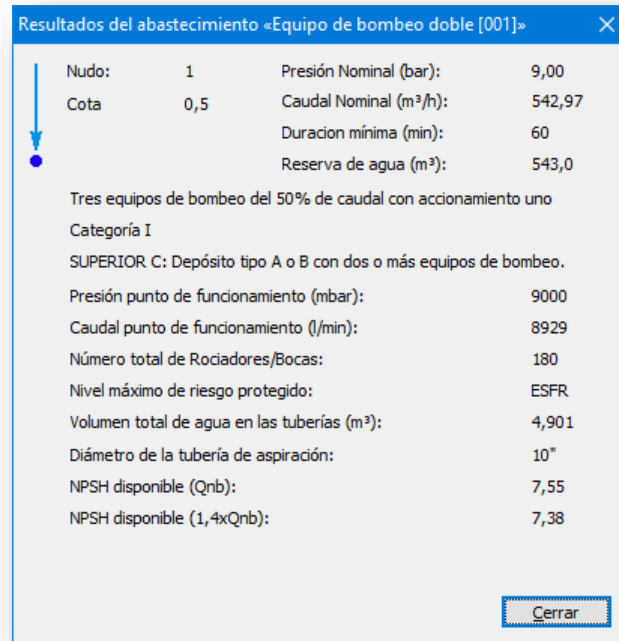 Resultados del abastecimiento «Equipo de bombeo doble [001]»
Nudo: 1 Presión Nominal (bar): 9,00
Cota 0,5 Caudal Nominal (m³/h): 542,97
Duracion mínima (min): 60
Reserva de agua (m³): 543,0
Tres equipos de bombeo del 50% de caudal con accionamiento uno
Categoría I
SUPERIOR C: Depósito tipo A o B con dos o más equipos de bombeo.
Presión punto de funcionamiento (mbar): 9000
Caudal punto de funcionamiento (l/min): 8929
Número total de Rociadores/Bocas: 180
Nivel máximo de riesgo protegido: ESFR
Volumen total de agua en las tuberías (m³): 4,901
Diámetro de la tubería de aspiración: 10"
NPSH disponible (Qnb): 7,55
NPSH disponible (1,4xQnb): 7,38
Cerrar